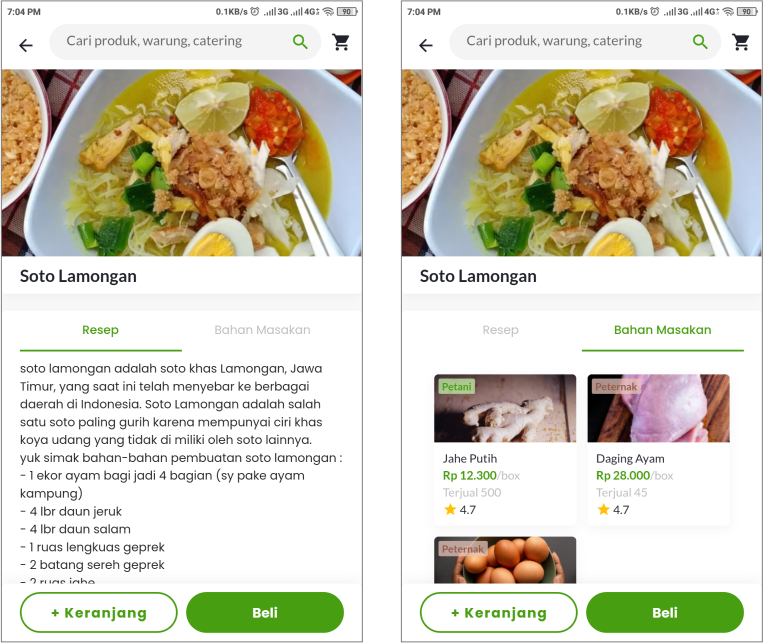 7:04 PM 0.1KB/s 3G 4G 90
Cari produk, warung, catering
Soto Lamongan
Resep Bahan Masakan
soto lamongan adalah soto khas Lamongan, Jawa
Timur, yang saat ini telah menyebar ke berbagai
daerah di Indonesia. Soto Lamongan adalah salah
satu soto paling gurih karena mempunyai ciri khas
koya udang yang tidak di miliki oleh soto lainnya.
yuk simak bahan-bahan pembuatan soto lamongan :
- 1 ekor ayam bagi jadi 4 bagian (sy pake ayam
kampung)
- 4 lbr daun jeruk
- 4 lbr daun salam
- 1 ruas lengkuas geprek
- 2 batang sereh geprek
- 2 ruas jahe
+ Keranjang Beli
7:04 PM 0.1KB/s 3G 4G 90
Cari produk, warung, catering
Soto Lamongan
Resep Bahan Masakan
Petani
Jahe Putih
Rp 12.300/box
Terjual 500
4.7
Peternak
Daging Ayam
Rp 28.000/box
Terjual 45
4.7
Peternak
+ Keranjang Beli